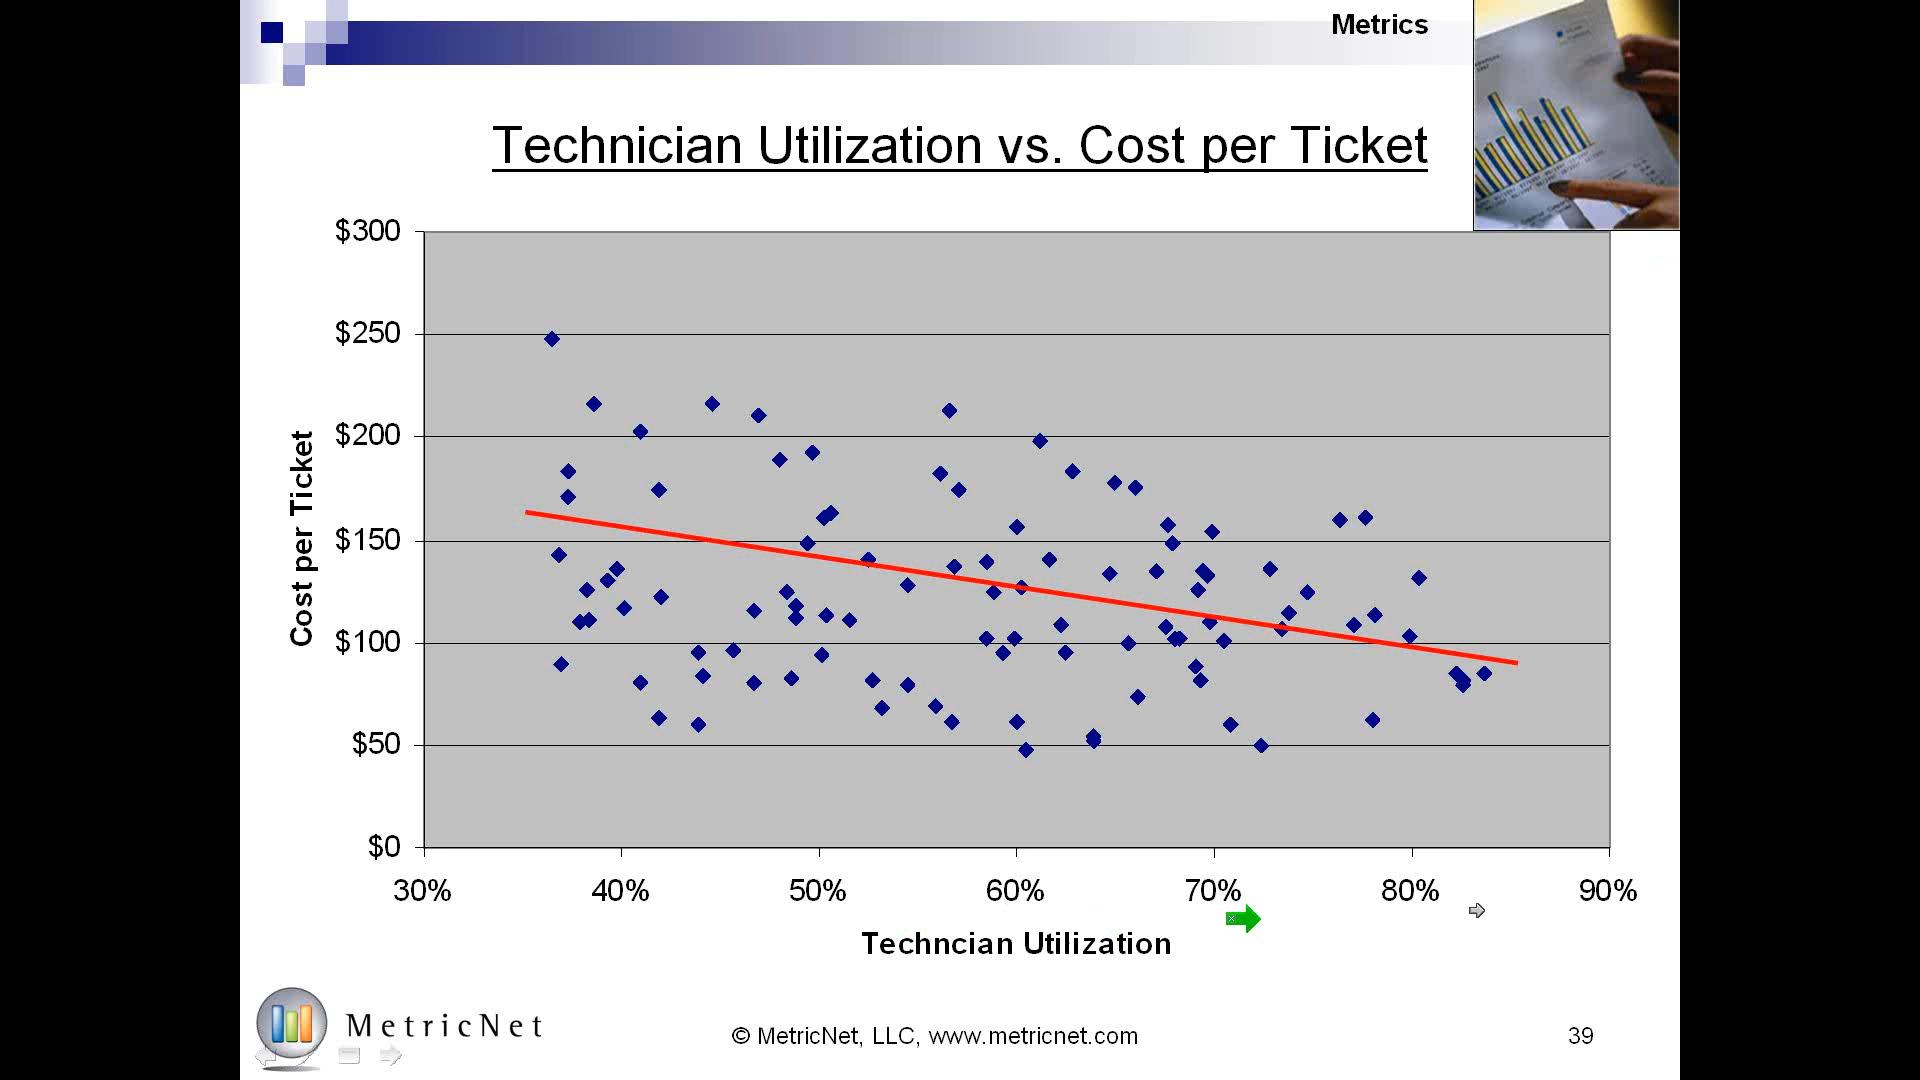 Metrics
Technician Utilization vs. Cost per Ticket
$300
$250
$200
$150
$100
$50
$0
Cost per Ticket
30% 40% 50% 60% 70% 80% 90%
Techncian Utilization
MetricNet
© MetricNet, LLC, www.metricnet.com
39